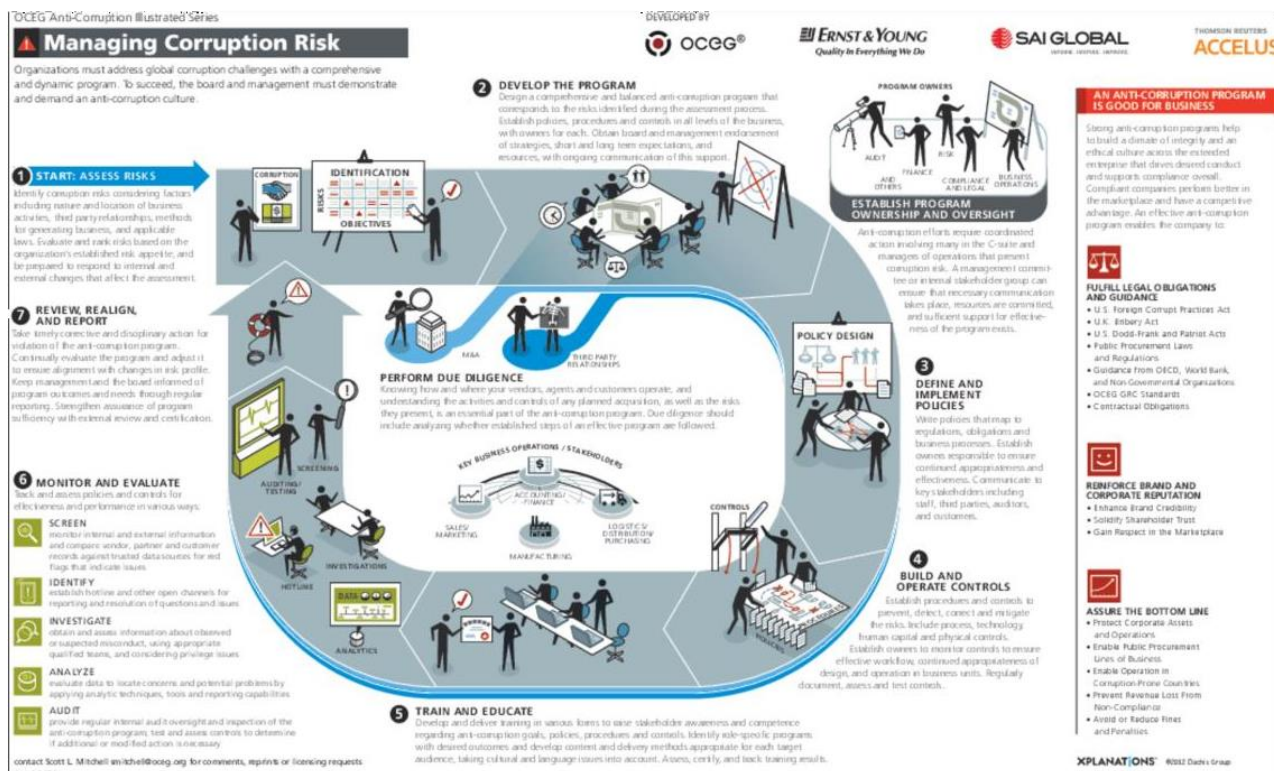 OCEG Anti-Corruption Illustrated Series
Managing Corruption Risk
Organizations must address global corruption challenges with a comprehensive
and dynamic program. To succeed, the board and management must demonstrate
and demand an anti-corruption culture.
DEVELOPED BY
OCEG®
ERNST & YOUNG
Quality In Everything We Do
SAI GLOBAL
THOMSON REUTERS
ACCELUS
1 START: ASSESS RISKS
Identify corruption risks considering factors
including nature and location of business
activities, third party relationships, methods
for generating business, and applicable
laws. Evaluate and rank risks based on the
organization's established risk appetite, and
be prepared to respond to internal and
external changes that affect the assessment.
CORRUPTION
IDENTIFICATION
RISKS
OBJECTIVES
2 DEVELOP THE PROGRAM
Design a comprehensive and balanced anti-corruption program that
corresponds to the risks identified during the assessment process.
Establish policies, procedures and controls in all levels of the business,
with owners for each. Obtain board and management endorsement
of strategies, short and long term expectations, and
resources, with ongoing communication of this support.
PROGRAM OWNERS
AUDIT
FINANCE
RISK
AND OTHERS
COMPLIANCE
AND LEGAL
BUSINESS
OPERATIONS
ESTABLISH PROGRAM
OWNERSHIP AND OVERSIGHT
Anti-corruption efforts require coordinated
action involving many in the C-suite and
managers of operations that present
corruption risk. A management commit-
tee or internal stakeholder group can
ensure that necessary communication
takes place, resources are committed,
and sufficient support for effective-
ness of the program exists.
M&A
THIRD PARTY
RELATIONSHIPS
PERFORM DUE DILIGENCE
Knowing how and where your vendors, agents and customers operate, and
understanding the activities and controls of any planned acquisition, as well as the risks
they present, is an essential part of the anti-corruption program. Due diligence should
include analyzing whether established steps of an effective program are followed.
KEY BUSINESS OPERATIONS / STAKEHOLDERS
SALES/
MARKETING
ACCOUNTING/
FINANCE
MANUFACTURING
LOGISTICS/
DISTRIBUTION/
PURCHASING
POLICY DESIGN
3 DEFINE AND
IMPLEMENT
POLICIES
Write policies that map to
regulations, obligations and
business processes. Establish
owners responsible to ensure
continued appropriateness and
effectiveness. Communicate to
key stakeholders including
staff, third parties, auditors,
and customers.
CONTROLS
POLICIES
4 BUILD AND
OPERATE CONTROLS
Establish procedures and controls to
prevent, detect, correct and mitigate
the risks. Include process, technology,
human capital and physical controls.
Establish owners to monitor controls to ensure
effective workflow, continued appropriateness of
design, and operation in business units. Regularly
document, assess and test controls.
5 TRAIN AND EDUCATE
Develop and deliver training in various forms to raise stakeholder awareness and competence
regarding anti-corruption goals, policies, procedures and controls. Identify role-specific programs
with desired outcomes and develop content and delivery methods appropriate for each target
audience, taking cultural and language issues into account. Assess, certify, and track training results.
7 REVIEW, REALIGN,
AND REPORT
Take timely corrective and disciplinary action for
violation of the anti-corruption program.
Continually evaluate the program and adjust it
to ensure alignment with changes in risk profile.
Keep management and the board informed of
program outcomes and needs through regular
reporting. Strengthen assurance of program
sufficiency with external review and certification.
SCREENING
AUDITING/
TESTING
HOTLINE
INVESTIGATIONS
DATA
ANALYTICS
6 MONITOR AND EVALUATE
Track and assess policies and controls for
effectiveness and performance in various ways:
SCREEN
monitor internal and external information
and compare vendor, partner and customer
records against trusted data sources for red
flags that indicate issues
IDENTIFY
establish hotline and other open channels for
reporting and resolution of questions and issues
INVESTIGATE
obtain and assess information about observed
or suspected misconduct, using appropriate
qualified teams, and considering privilege issues
ANALYZE
evaluate data to locate concerns and potential problems by
applying analytic techniques, tools and reporting capabilities
AUDIT
provide regular internal audit oversight and inspection of the
anti-corruption program; test and assess controls to determine
if additional or modified action is necessary
contact Scott L. Mitchell smitchell@oceg.org for comments, reprints or licensing requests
AN ANTI-CORRUPTION PROGRAM
IS GOOD FOR BUSINESS
Strong anti-corruption programs help
to build a climate of integrity and an
ethical culture across the extended
enterprise that drives desired conduct
and supports compliance overall.
Compliant companies perform better in
the marketplace and have a competitive
advantage. An effective anti-corruption
program enables the company to:
FULFILL LEGAL OBLIGATIONS
AND GUIDANCE
• U.S. Foreign Corrupt Practices Act
• U.K. Bribery Act
• U.S. Dodd-Frank and Patriot Acts
• Public Procurement Laws
and Regulations
• Guidance from OECD, World Bank,
and Non-Governmental Organizations
• OCEG GRC Standards
• Contractual Obligations
REINFORCE BRAND AND
CORPORATE REPUTATION
• Enhance Brand Credibility
• Solidify Shareholder Trust
• Gain Respect in the Marketplace
ASSURE THE BOTTOM LINE
• Protect Corporate Assets
and Operations
• Enable Public Procurement
Lines of Business
• Enable Operation in
Corruption-Prone Countries
• Prevent Revenue Loss From
Non-Compliance
• Avoid or Reduce Fines
and Penalties
XPLANATIONS™ ©2012 Dachis Group